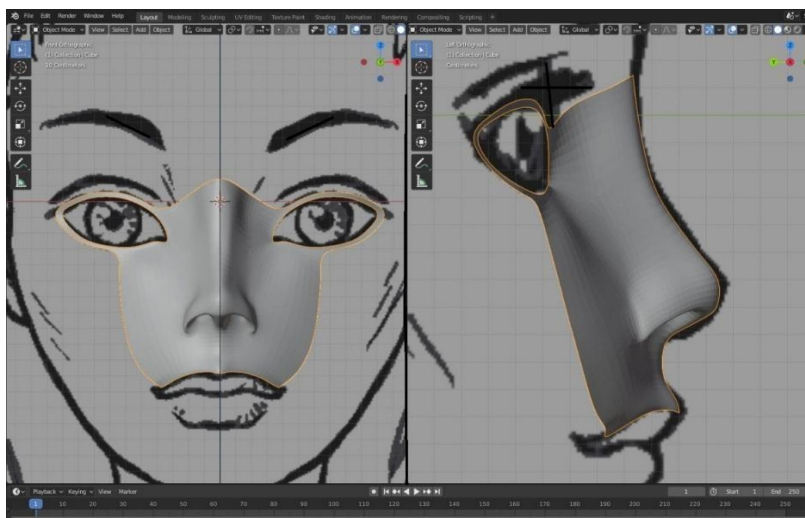 File Edit Render Window Help Layout Modeling Sculpting UV Editing Texture Paint Shading Animation Rendering Compositing Scripting +
Object Mode View Select Add Object Global
Object Mode View Select Add Object Global
Front Orthographic
(1) Collection | Cube
10 Centimeters
Left Orthographic
(1) Collection | Cube
Centimeters
Playback Keying View Marker 1 Start 1 End 250
1 10 20 30 40 50 60 70 80 90 100 110 120 130 140 150 160 170 180 190 200 210 220 230 240 250